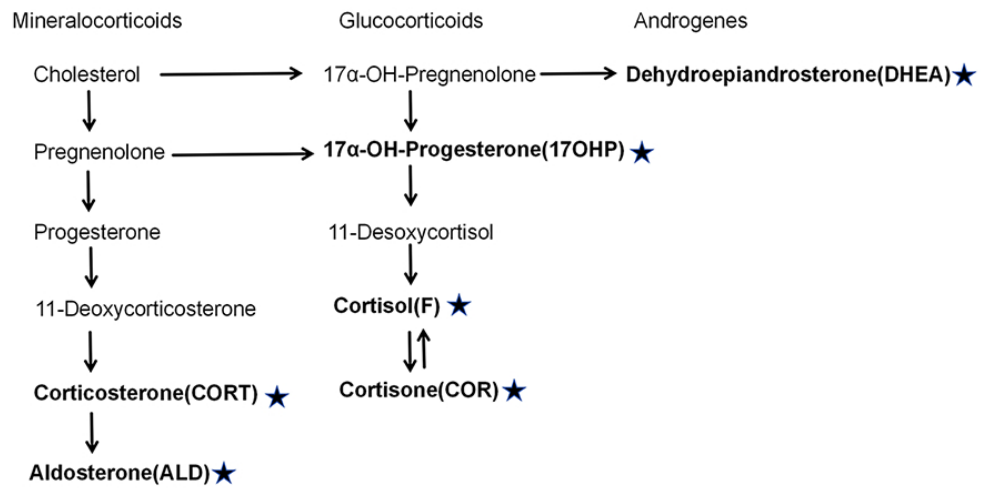 Mineralocorticoids Glucocorticoids Androgenes
Cholesterol 17α-OH-Pregnenolone Dehydroepiandrosterone(DHEA)
Pregnenolone 17α-OH-Progesterone(17OHP)
Progesterone 11-Desoxycortisol
11-Deoxycorticosterone Cortisol(F)
Corticosterone(CORT) Cortisone(COR)
Aldosterone(ALD)